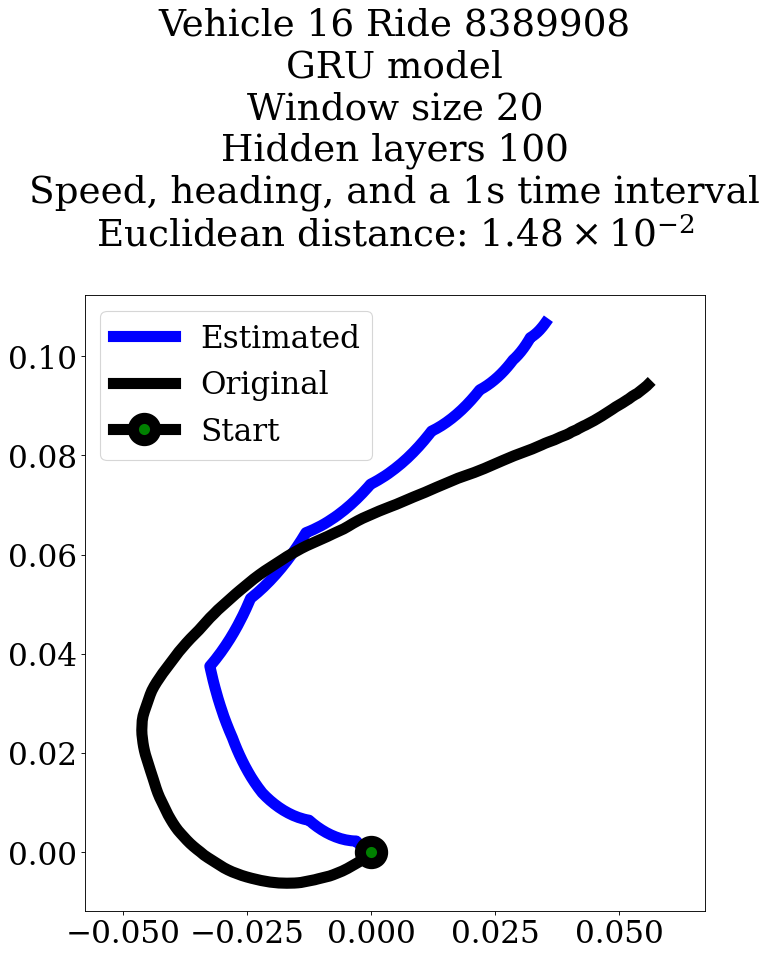 Vehicle 16 Ride 8389908
GRU model
Window size 20
Hidden layers 100
Speed, heading, and a 1s time interval
Euclidean distance: 1.48 × 10⁻²
Estimated
Original
Start
0.10
0.08
0.06
0.04
0.02
0.00
−0.050 −0.025 0.000 0.025 0.050